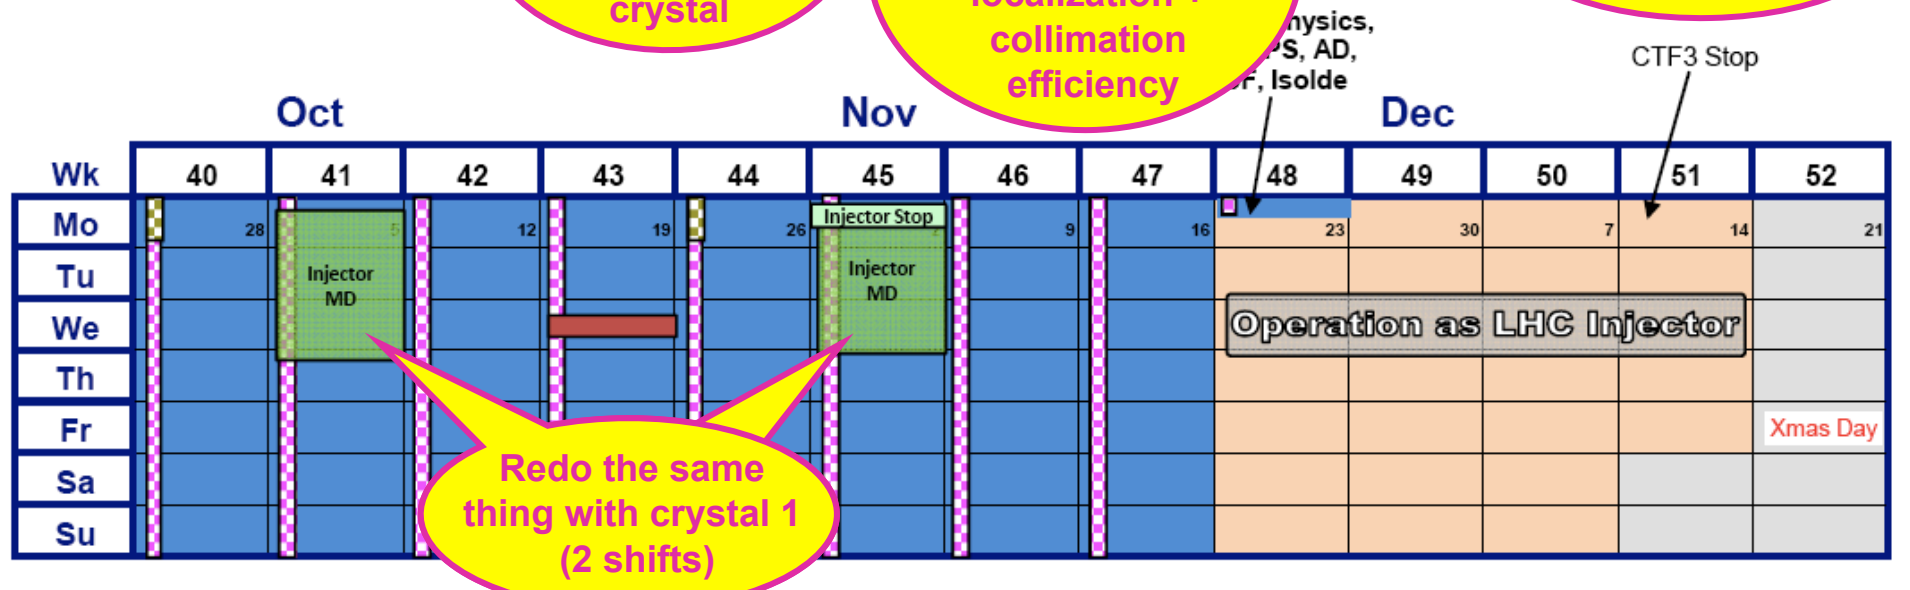 crystal
localization +
collimation
efficiency
hysics,
PS, AD,
F, Isolde
CTF3 Stop
Oct Nov Dec
Wk 40 41 42 43 44 45 46 47 48 49 50 51 52
Mo 28 5 12 19 26 2 9 16 23 30 7 14 21
Injector Stop
Tu
Injector
MD
Injector
MD
We
Operation as LHC Injector
Th
Fr
Xmas Day
Sa
Su
Redo the same
thing with crystal 1
(2 shifts)